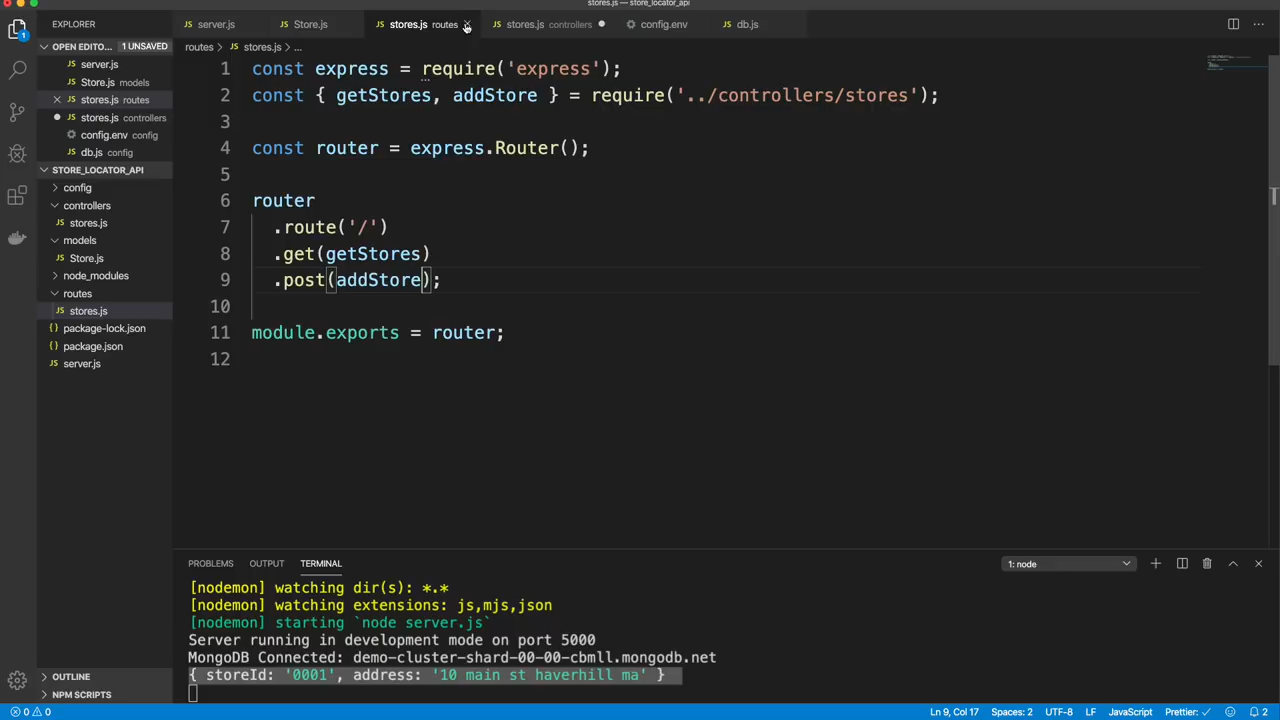 stores.js — store_locator_api
EXPLORER
server.js
Store.js
stores.js routes
stores.js controllers
config.env
db.js
OPEN EDITO... 1 UNSAVED
server.js
Store.js models
stores.js routes
stores.js controllers
config.env config
db.js config
STORE_LOCATOR_API
config
controllers
stores.js
models
Store.js
node_modules
routes
stores.js
package-lock.json
package.json
server.js
OUTLINE
NPM SCRIPTS
routes > JS stores.js > ...
1 const express = require('express');
2 const { getStores, addStore } = require('../controllers/stores');
3
4 const router = express.Router();
5
6 router
7 .route('/')
8 .get(getStores)
9 .post(addStore);
10
11 module.exports = router;
12
PROBLEMS OUTPUT TERMINAL
1: node
[nodemon] watching dir(s): *.*
[nodemon] watching extensions: js,mjs,json
[nodemon] starting `node server.js`
Server running in development mode on port 5000
MongoDB Connected: demo-cluster-shard-00-00-cbmll.mongodb.net
{ storeId: '0001', address: '10 main st haverhill ma' }
0 0 Ln 9, Col 17 Spaces: 2 UTF-8 LF JavaScript Prettier: ✓ 2